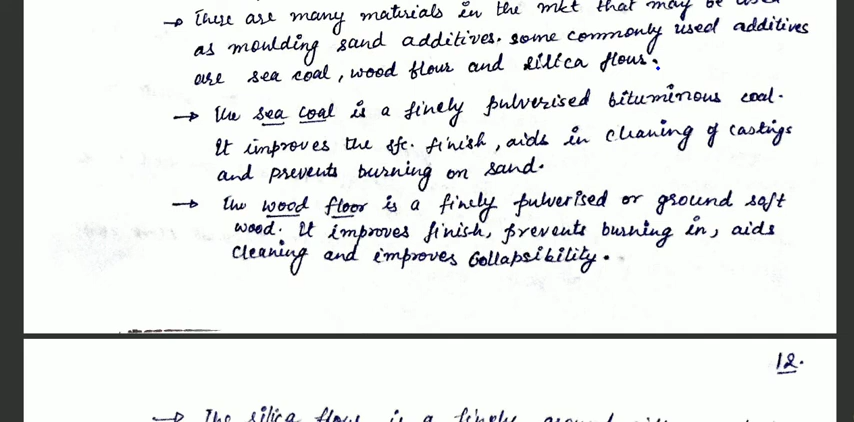 → There are many materials in the mkt that may be used
as moulding sand additives. some commonly used additives
are sea coal, wood flour and silica flour.
→ The sea coal is a finely pulverised bituminous coal.
It improves the sfc. finish, aids in cleaning of castings
and prevents burning on sand.
→ The wood floor is a finely pulverised or ground soft
wood. It improves finish, prevents burning in, aids
cleaning and improves Collapsibility.
12.
→ The silica flour is a finely ground